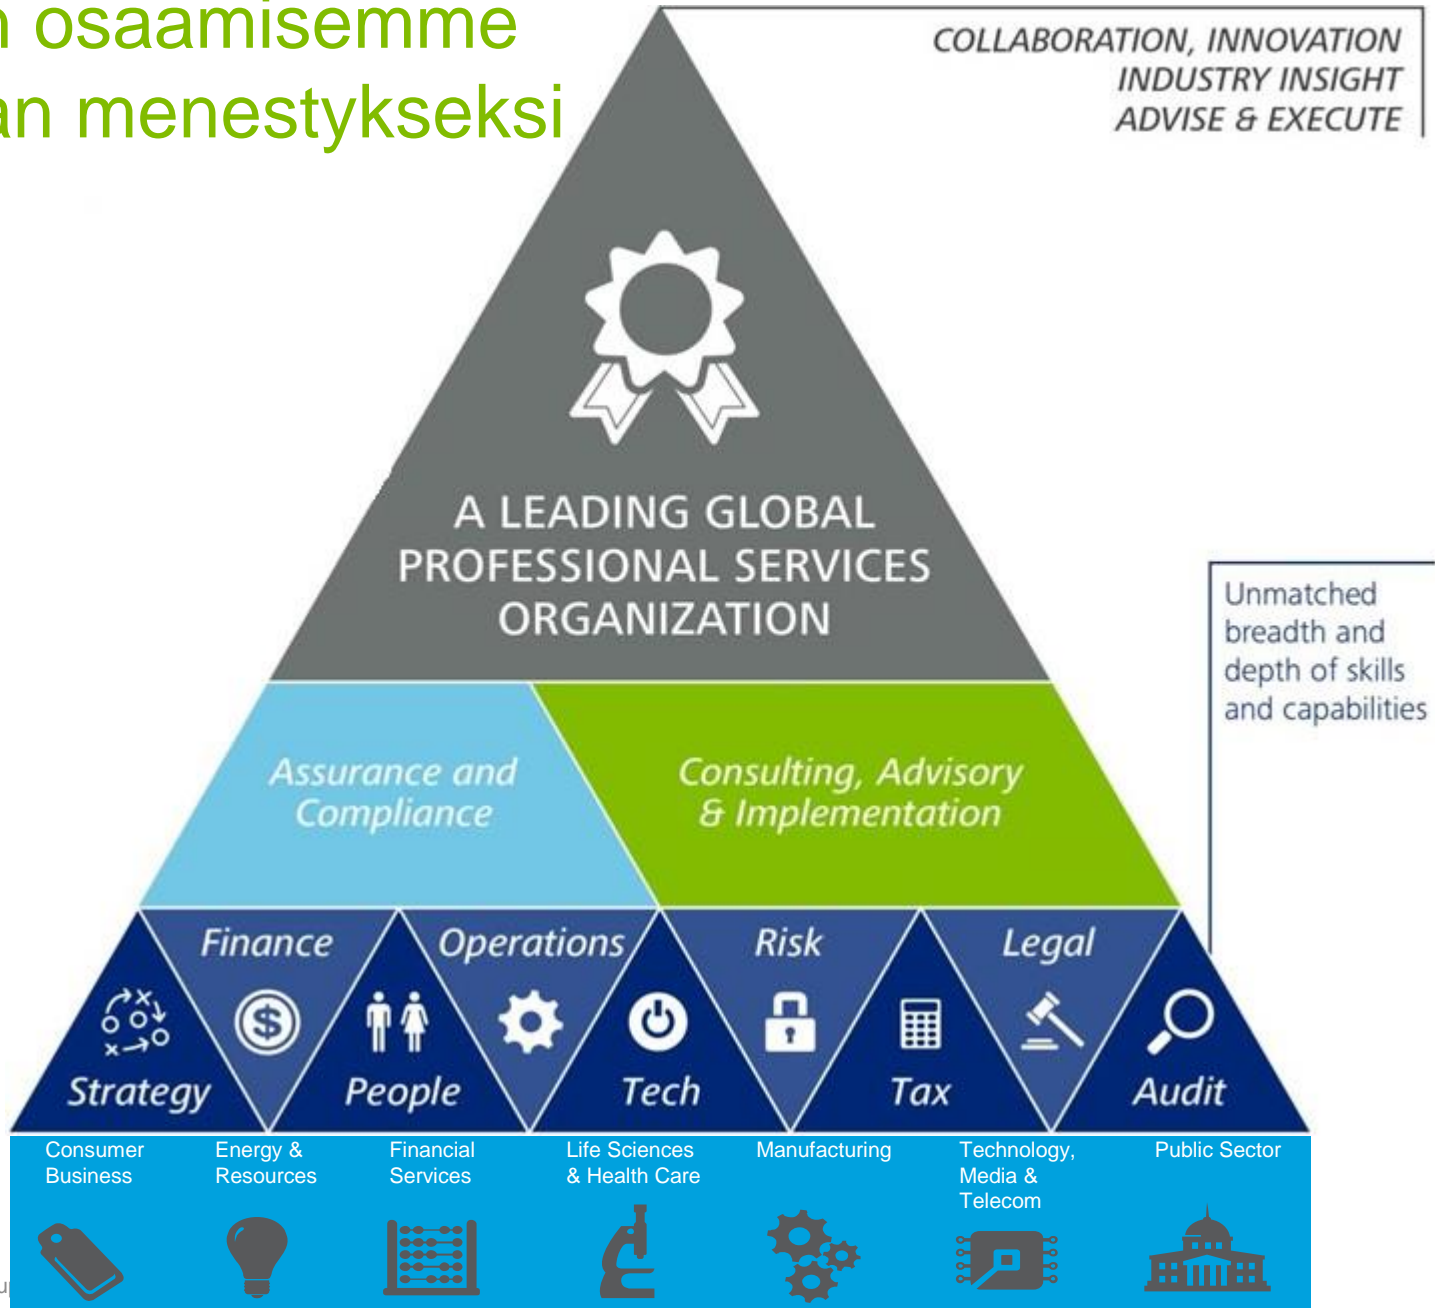 osaamisemme
menestykseksi
COLLABORATION, INNOVATION
INDUSTRY INSIGHT
ADVISE & EXECUTE
A LEADING GLOBAL
PROFESSIONAL SERVICES
ORGANIZATION
Unmatched
breadth and
depth of skills
and capabilities
Assurance and
Compliance
Consulting, Advisory
& Implementation
Finance
Operations
Risk
Legal
Strategy
People
Tech
Tax
Audit
Consumer
Business
Energy &
Resources
Financial
Services
Life Sciences
& Health Care
Manufacturing
Technology,
Media &
Telecom
Public Sector